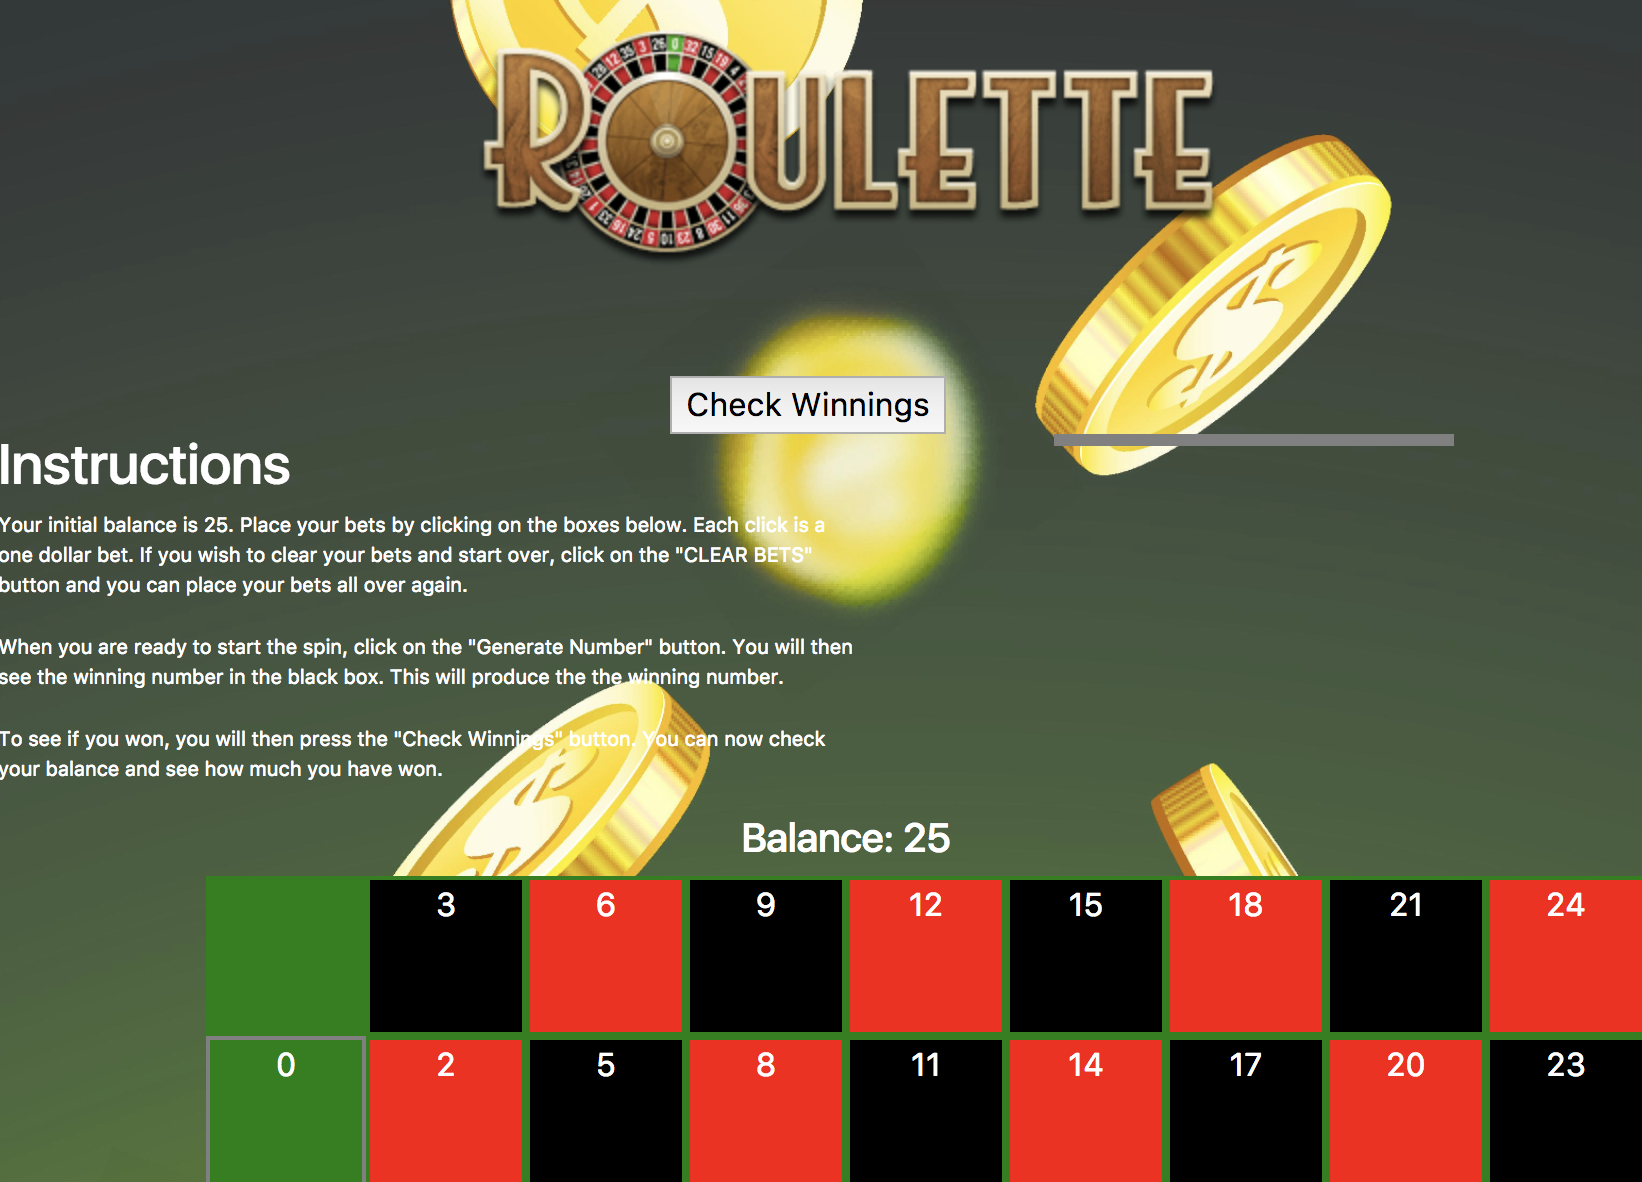 ROULETTE
Check Winnings
Instructions
Your initial balance is 25. Place your bets by clicking on the boxes below. Each click is a
one dollar bet. If you wish to clear your bets and start over, click on the "CLEAR BETS"
button and you can place your bets all over again.
When you are ready to start the spin, click on the "Generate Number" button. You will then
see the winning number in the black box. This will produce the the winning number.
To see if you won, you will then press the "Check Winnings" button. You can now check
your balance and see how much you have won.
Balance: 25
3 6 9 12 15 18 21 24
0 2 5 8 11 14 17 20 23